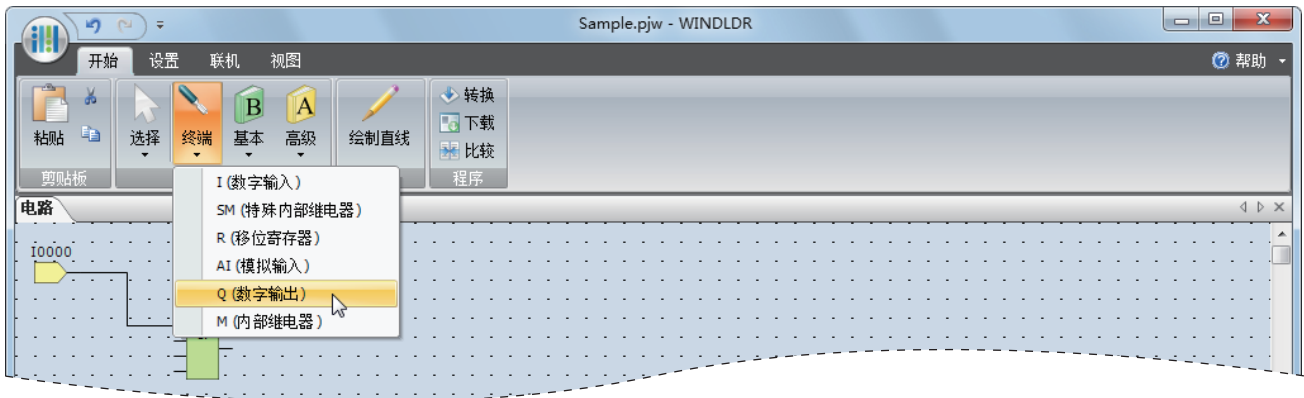 Sample.pjw - WINDLDR
开始 设置 联机 视图 帮助
粘贴 选择 终端 B 基本 A 高级 绘制直线 转换
下载
比较
剪贴板 程序
I (数字输入)
SM (特殊内部继电器)
R (移位寄存器)
AI (模拟输入)
Q (数字输出)
M (内部继电器)
电路
I0000